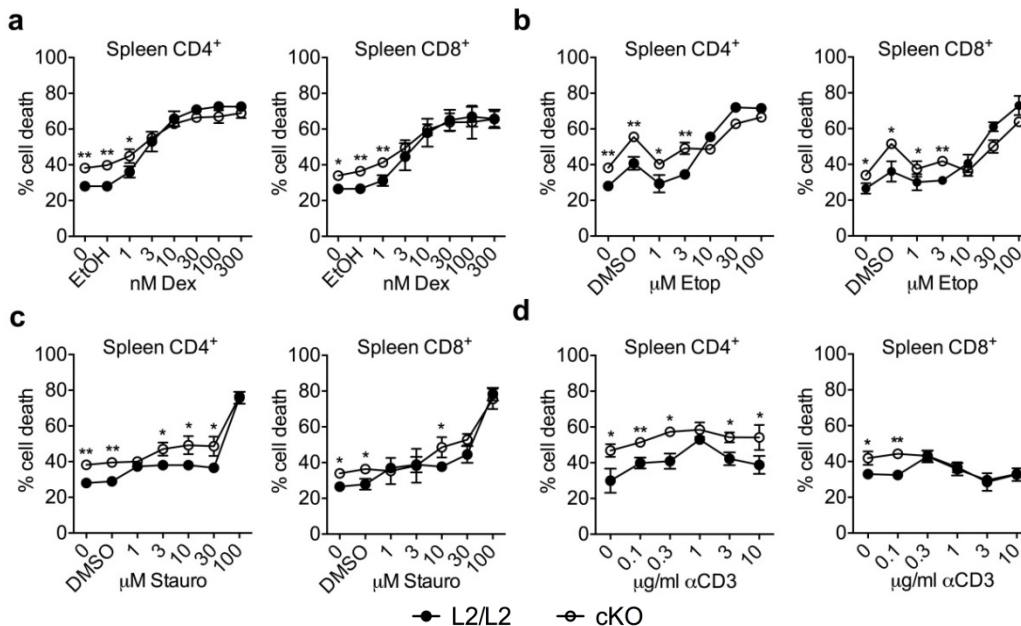 a
Spleen CD4+
Spleen CD8+
% cell death
100
80
60
40
20
0
** ** *
0 EtOH 1 3 10 30 100 300
nM Dex
% cell death
100
80
60
40
20
0
* ** **
0 EtOH 1 3 10 30 100 300
nM Dex
b
Spleen CD4+
Spleen CD8+
% cell death
100
80
60
40
20
0
** ** * **
0 DMSO 1 3 10 30 100
μM Etop
% cell death
100
80
60
40
20
0
* * * **
0 DMSO 1 3 10 30 100
μM Etop
c
Spleen CD4+
Spleen CD8+
% cell death
100
80
60
40
20
0
** ** * * *
0 DMSO 1 3 10 30 100
μM Stauro
% cell death
100
80
60
40
20
0
* * *
0 DMSO 1 3 10 30 100
μM Stauro
d
Spleen CD4+
Spleen CD8+
% cell death
100
80
60
40
20
0
* ** * * *
0 0.1 0.3 1 3 10
μg/ml αCD3
% cell death
100
80
60
40
20
0
* **
0 0.1 0.3 1 3 10
μg/ml αCD3
L2/L2 cKO